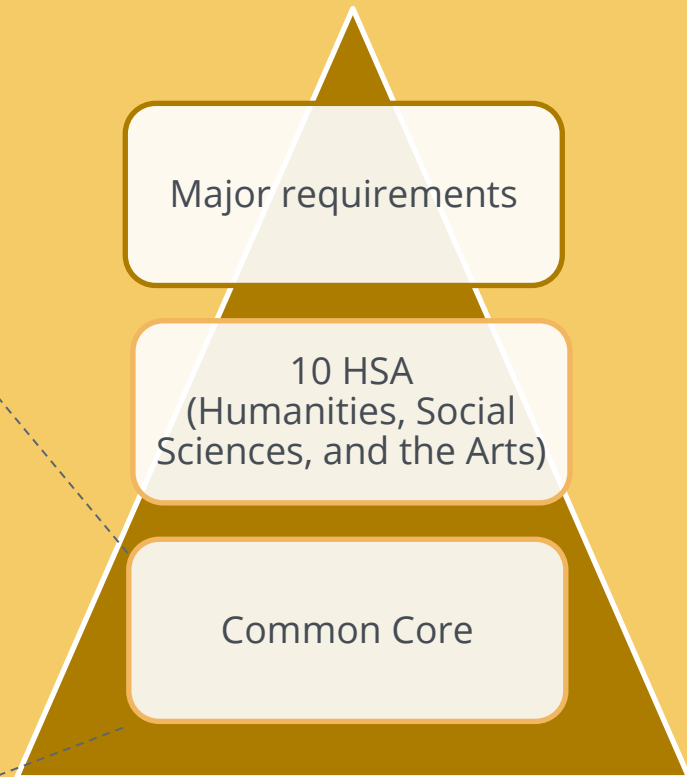 Major requirements
10 HSA
(Humanities, Social
Sciences, and the Arts)
Common Core